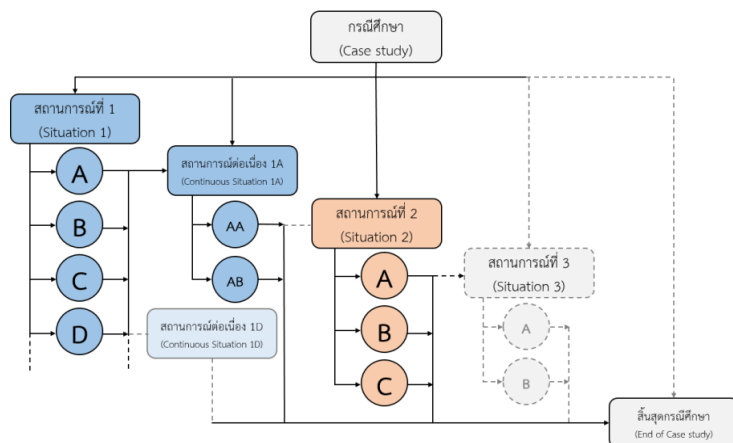 กรณีศึกษา
(Case study)
สถานการณ์ที่ 1
(Situation 1)
A
B
C
D
สถานการณ์ต่อเนื่อง 1A
(Continuous Situation 1A)
AA
AB
สถานการณ์ต่อเนื่อง 1D
(Continuous Situation 1D)
สถานการณ์ที่ 2
(Situation 2)
A
B
C
สถานการณ์ที่ 3
(Situation 3)
A
B
สิ้นสุดกรณีศึกษา
(End of Case study)